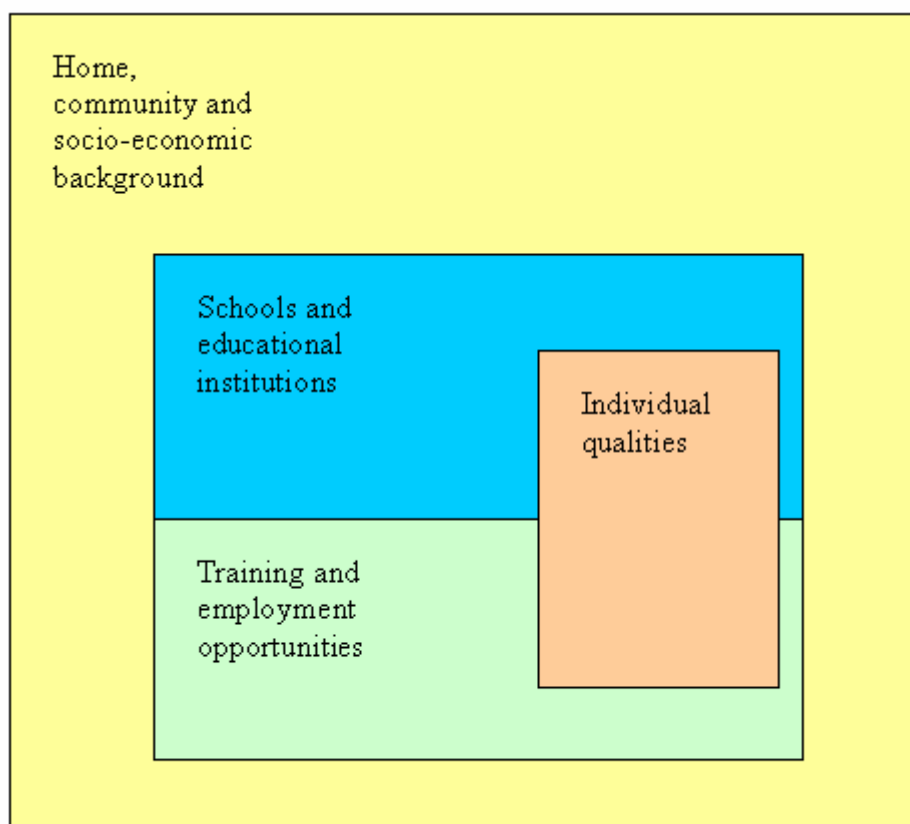 Home,
community and
socio-economic
background
Schools and
educational
institutions
Individual
qualities
Training and
employment
opportunities